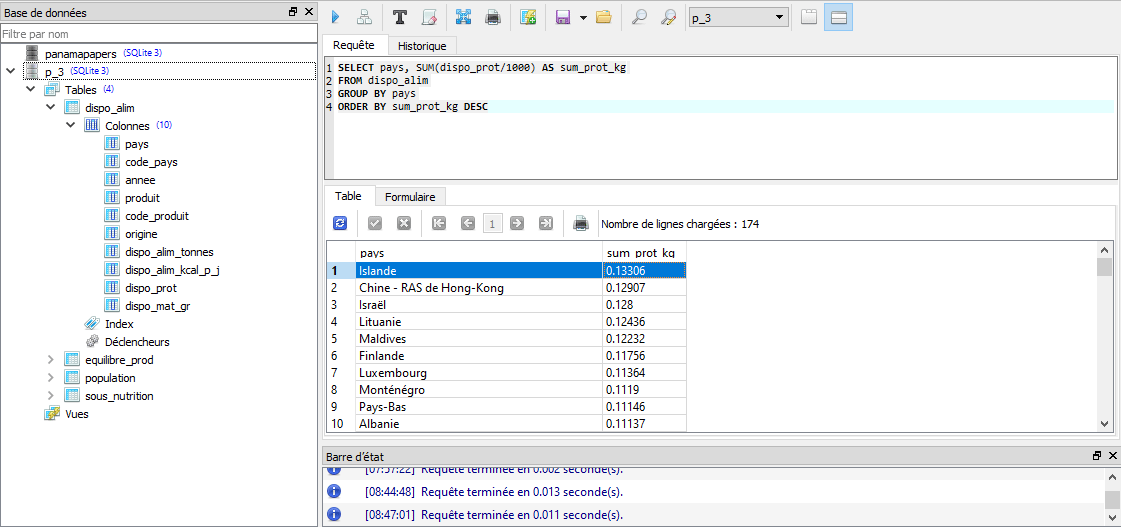 Base de données
Filtre par nom
panamapapers (SQLite 3)
p_3 (SQLite 3)
Tables (4)
dispo_alim
Colonnes (10)
pays
code_pays
annee
produit
code_produit
origine
dispo_alim_tonnes
dispo_alim_kcal_p_j
dispo_prot
dispo_mat_gr
Index
Déclencheurs
equilibre_prod
population
sous_nutrition
Vues
p_3
Requête Historique
1 SELECT pays, SUM(dispo_prot/1000) AS sum_prot_kg
2 FROM dispo_alim
3 GROUP BY pays
4 ORDER BY sum_prot_kg DESC
Table Formulaire
1 Nombre de lignes chargées : 174
pays sum_prot_kg
1 Islande 0.13306
2 Chine - RAS de Hong-Kong 0.12907
3 Israël 0.128
4 Lituanie 0.12436
5 Maldives 0.12232
6 Finlande 0.11756
7 Luxembourg 0.11364
8 Monténégro 0.1119
9 Pays-Bas 0.11146
10 Albanie 0.11137
Barre d'état
[07:57:22] Requête terminée en 0.002 seconde(s).
[08:44:48] Requête terminée en 0.013 seconde(s).
[08:47:01] Requête terminée en 0.011 seconde(s).